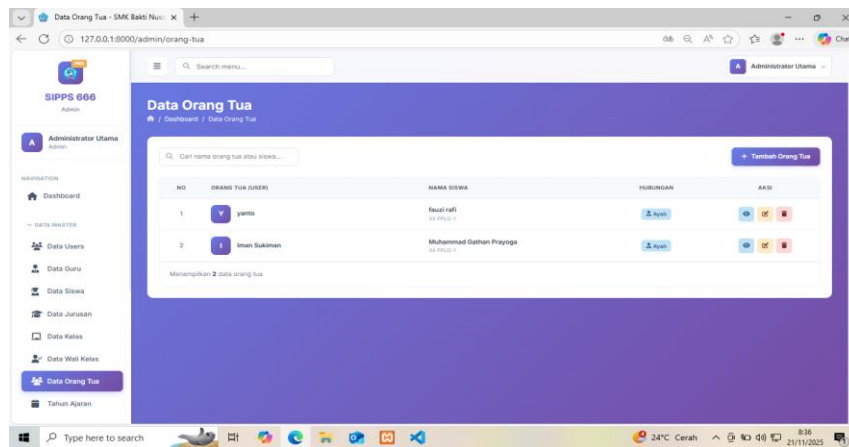 Data Orang Tua - SMK Bakti Nus
127.0.0.1:8000/admin/orang-tua
Chat
SIPPS 666
Admin
Search menu...
A Administrator Utama
A Administrator Utama
Admin
Data Orang Tua
/ Dashboard / Data Orang Tua
Cari nama orang tua atau siswa...
+ Tambah Orang Tua
NO ORANG TUA (USER) NAMA SISWA HUBUNGAN AKSI
1 Y yanto fauzi rafi Ayah
2 I Iman Sukiman Muhammad Gathan Prayoga Ayah
Menampilkan 2 data orang tua
NAVIGATION
Dashboard
DATA MASTER
Data Users
Data Guru
Data Siswa
Data Jurusan
Data Kelas
Data Wali Kelas
Data Orang Tua
Tahun Ajaran
Type here to search
24°C Cerah
8:36
21/11/2025